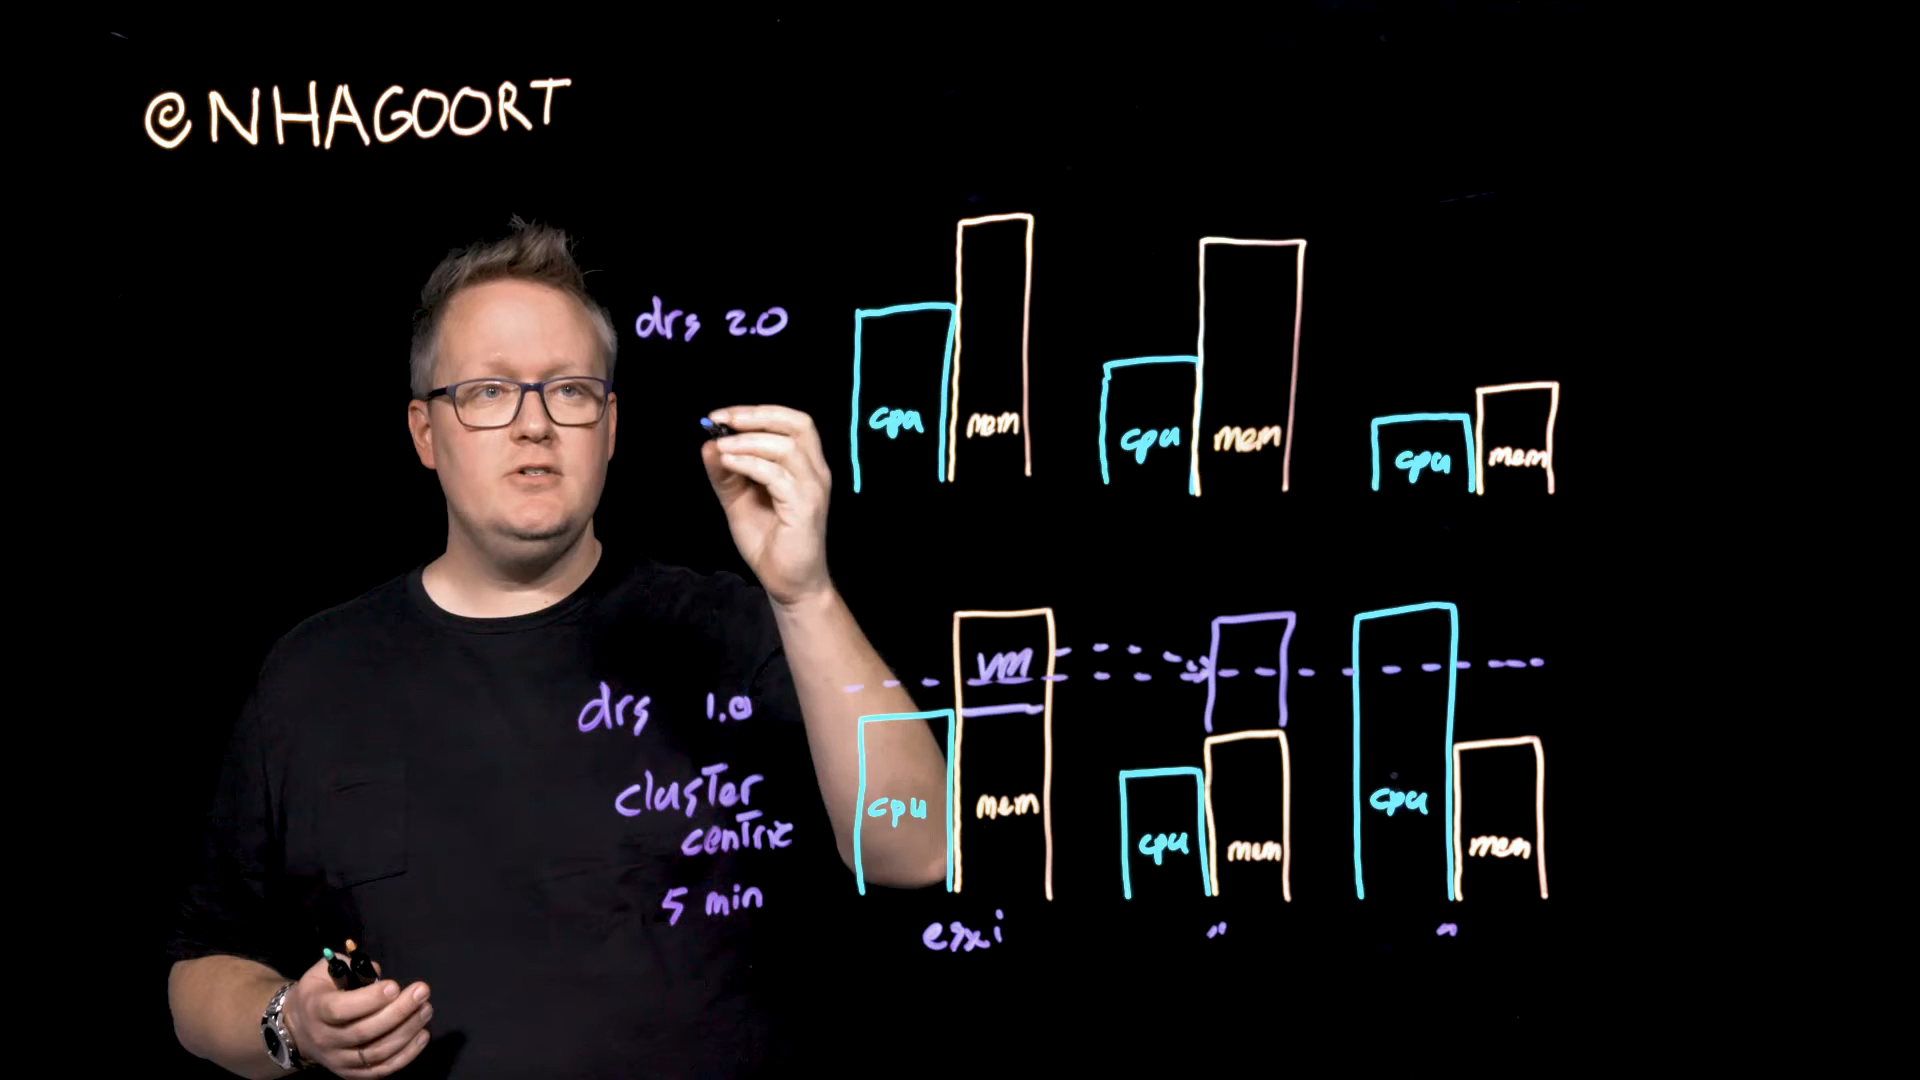 @NHAGOORT
drs 2.0
cpu mem
cpu mem
cpu mem
drs 1.0
cluster
centric
5 min
vm
cpu mem
cpu mem
cpu mem
esxi " "